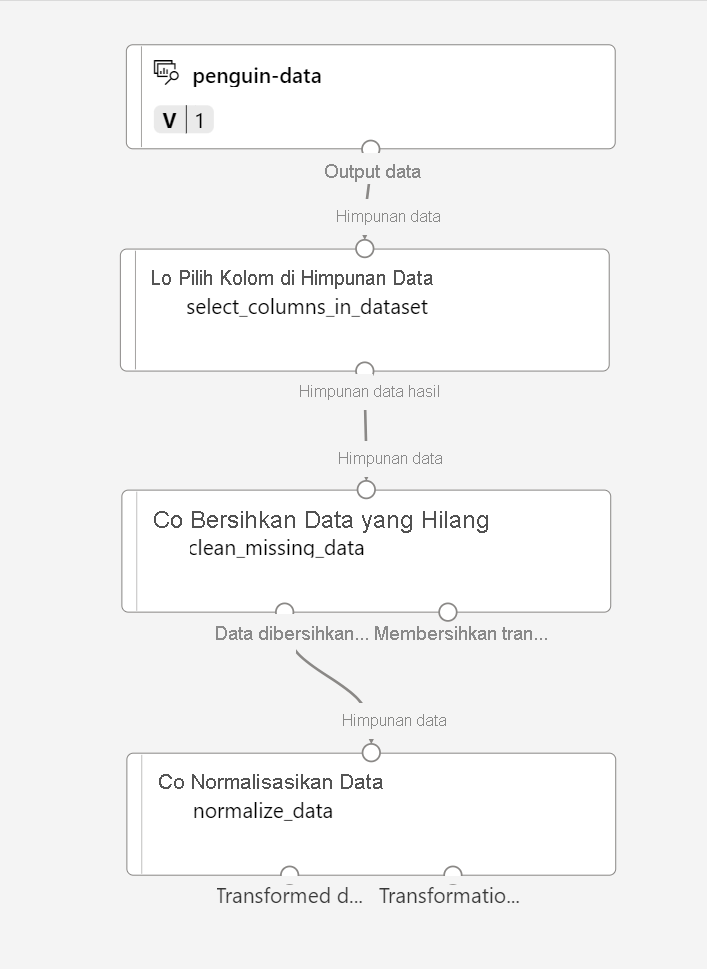 penguin-data
V 1
Output data
Himpunan data
Lo Pilih Kolom di Himpunan Data
select_columns_in_dataset
Himpunan data hasil
Himpunan data
Co Bersihkan Data yang Hilang
clean_missing_data
Data dibersihkan... Membersihkan tran...
Himpunan data
Co Normalisasikan Data
normalize_data
Transformed d... Transformatio...